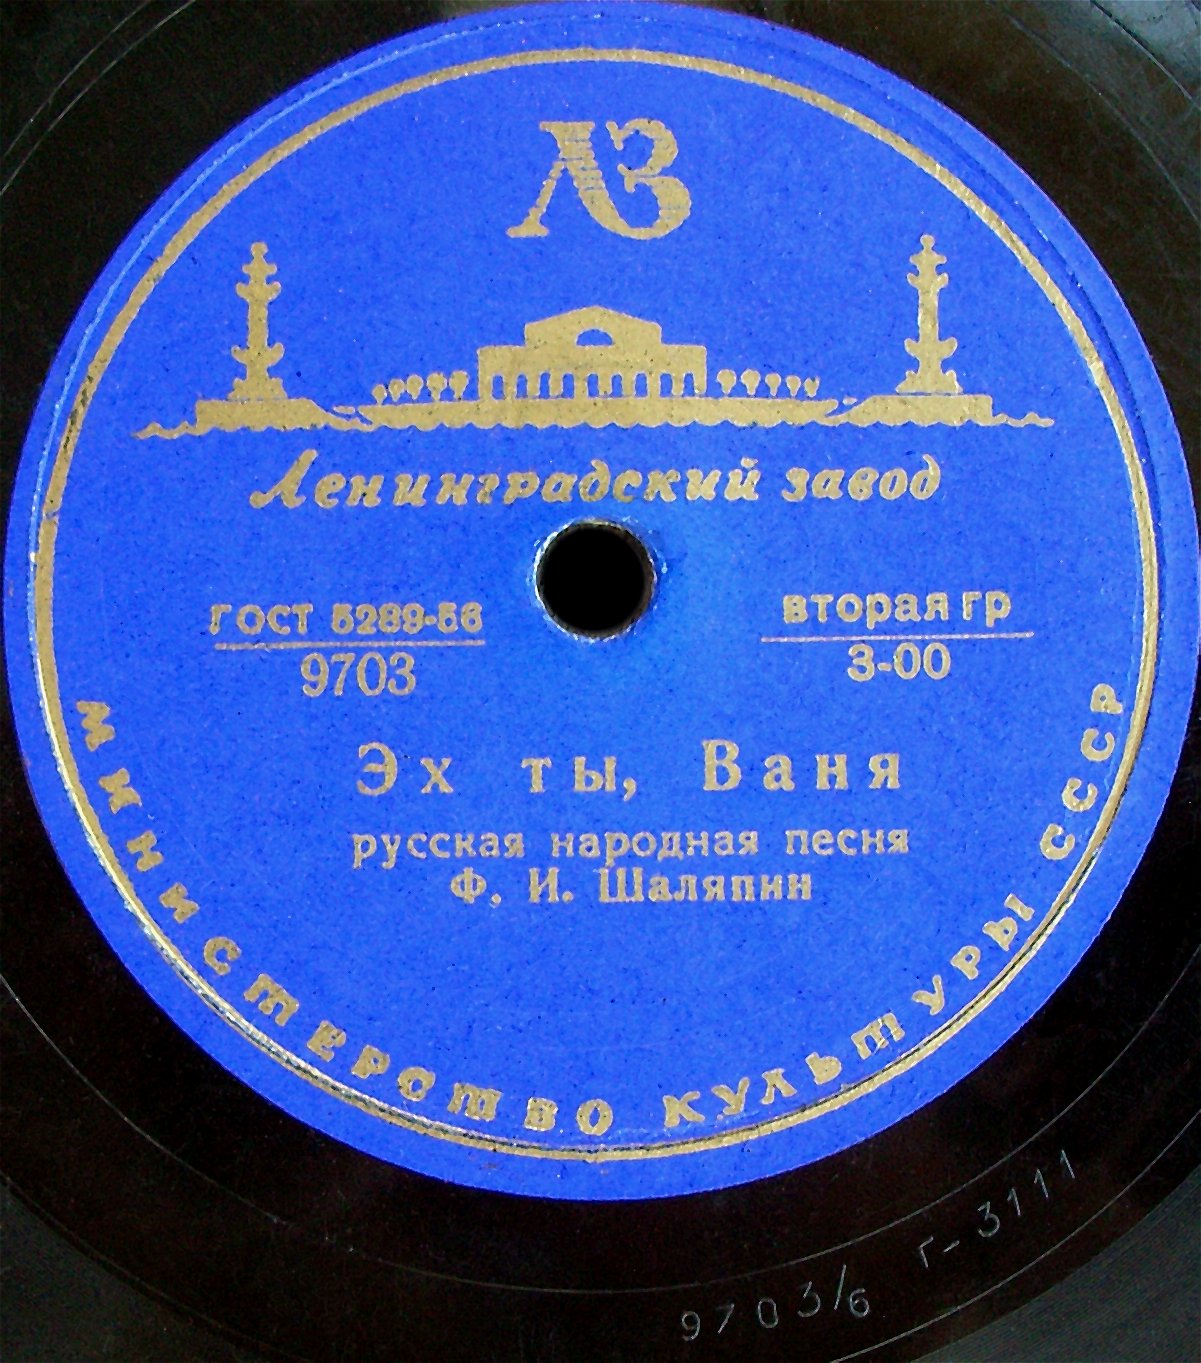 ЛЗ
Ленинградский завод
ГОСТ 5289-56
9703
вторая гр
3-00
Эх ты, Ваня
русская народная песня
Ф. И. Шаляпин
МИНИСТЕРСТВО КУЛЬТУРЫ СССР
9703/6 Г-3111